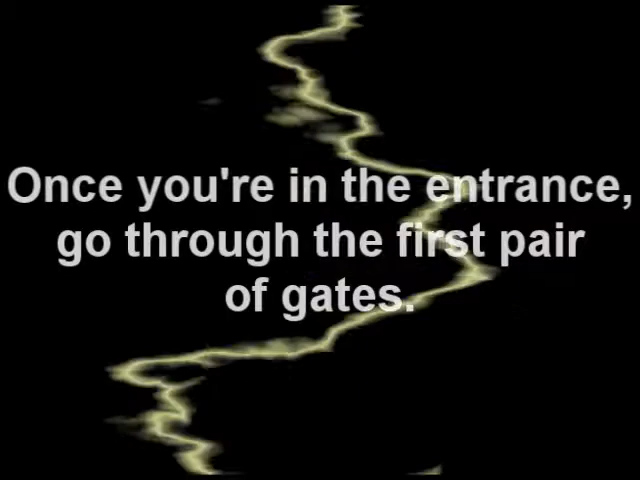 Once you're in the entrance,
go through the first pair
of gates.